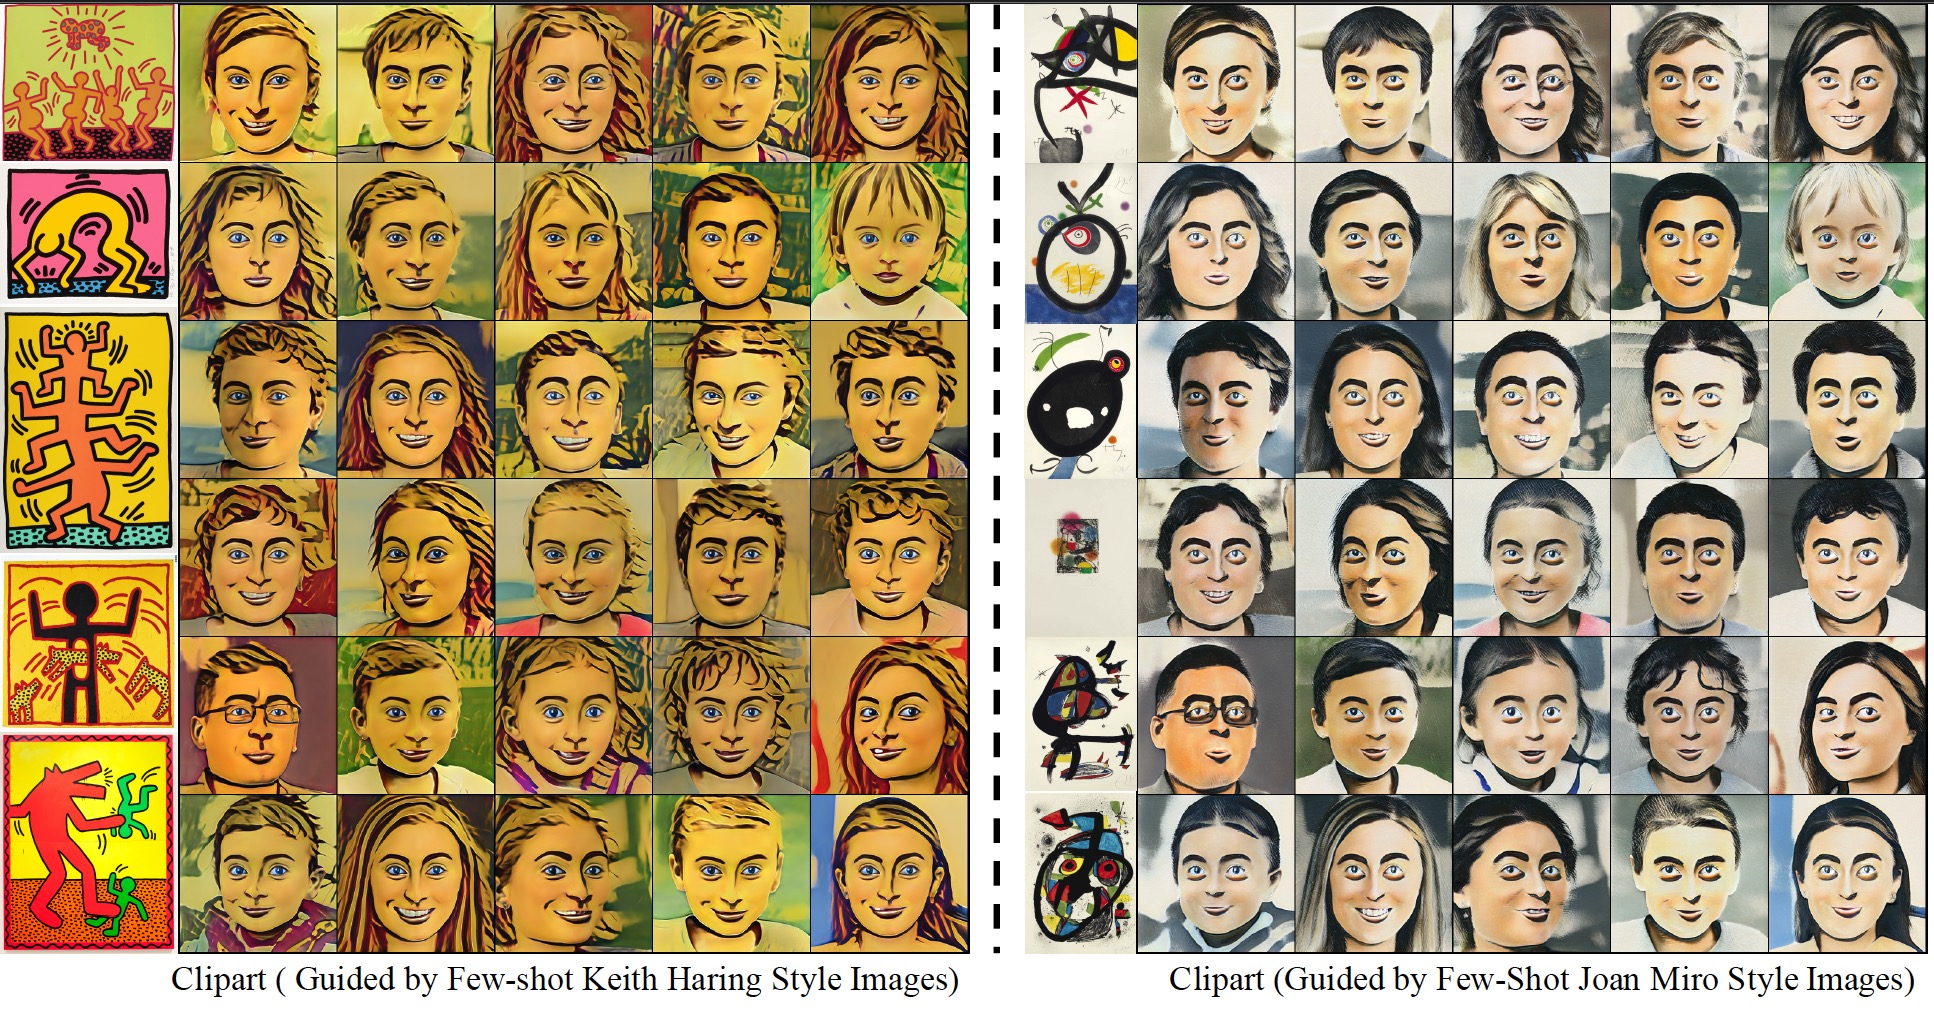 Clipart ( Guided by Few-shot Keith Haring Style Images)
Clipart (Guided by Few-Shot Joan Miro Style Images)